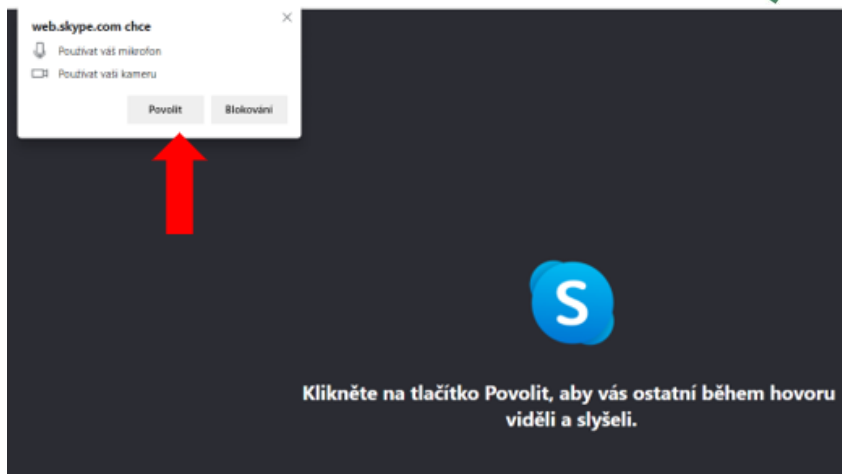 web.skype.com chce
Používat váš mikrofon
Používat vaši kameru
Povolit
Blokování
S
Klikněte na tlačítko Povolit, aby vás ostatní během hovoru
viděli a slyšeli.